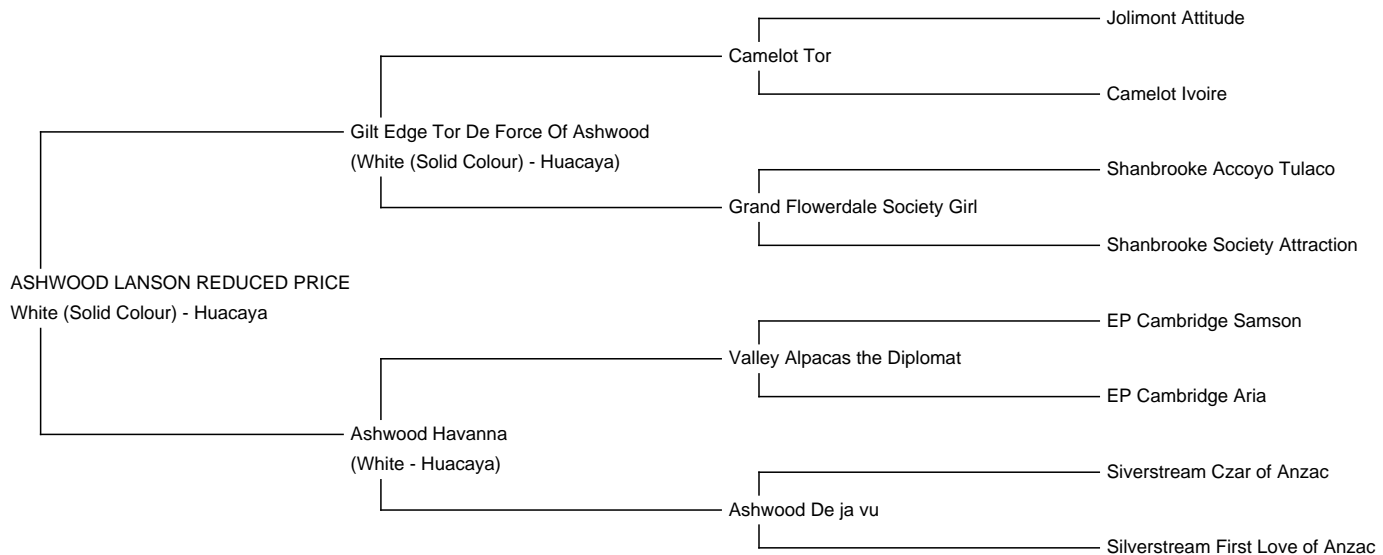 Jolimont Attitude
Camelot Tor
Camelot Ivoire
Gilt Edge Tor De Force Of Ashwood
(White (Solid Colour) - Huacaya)
Shanbrooke Accoyo Tulaco
Grand Flowerdale Society Girl
Shanbrooke Society Attraction
ASHWOOD LANSON REDUCED PRICE
White (Solid Colour) - Huacaya
EP Cambridge Samson
Valley Alpacas the Diplomat
EP Cambridge Aria
Ashwood Havanna
(White - Huacaya)
Siverstream Czar of Anzac
Ashwood De ja vu
Silverstream First Love of Anzac